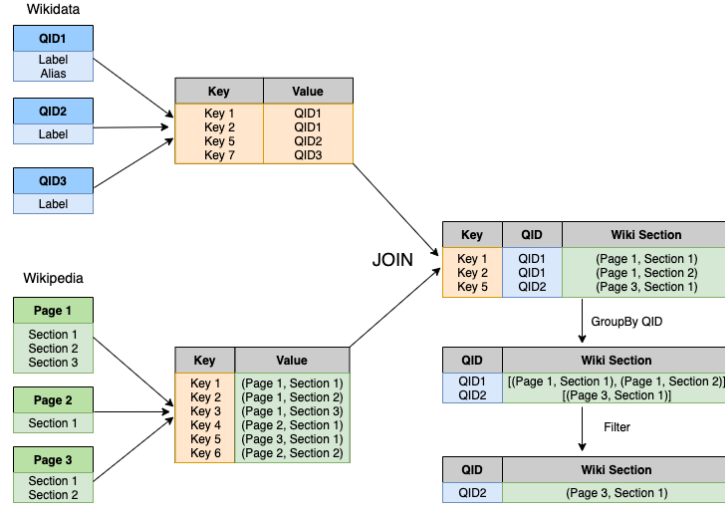 Wikidata
QID1
Label
Alias
QID2
Label
QID3
Label
Key Value
Key 1 QID1
Key 2 QID1
Key 5 QID2
Key 7 QID3
Wikipedia
Page 1
Section 1
Section 2
Section 3
Page 2
Section 1
Page 3
Section 1
Section 2
Key Value
Key 1 (Page 1, Section 1)
Key 2 (Page 1, Section 2)
Key 3 (Page 1, Section 3)
Key 4 (Page 2, Section 1)
Key 5 (Page 3, Section 1)
Key 6 (Page 2, Section 2)
JOIN
Key QID Wiki Section
Key 1 QID1 (Page 1, Section 1)
Key 2 QID1 (Page 1, Section 2)
Key 5 QID2 (Page 3, Section 1)
GroupBy QID
QID Wiki Section
QID1 [(Page 1, Section 1), (Page 1, Section 2)]
QID2 [(Page 3, Section 1)]
Filter
QID Wiki Section
QID2 (Page 3, Section 1)